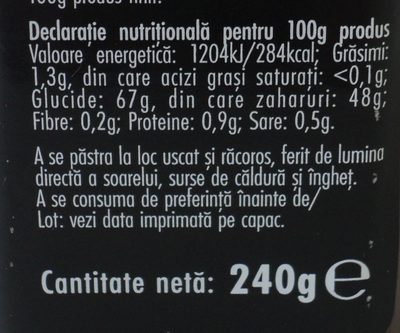 100g produs finit.
Declarație nutrițională pentru 100g produs
Valoare energetică: 1204kJ/284kcal; Grăsimi:
1,3g, din care acizi grași saturați: <0,1g;
Glucide: 67g, din care zaharuri: 48g;
Fibre: 0,2g; Proteine: 0,9g; Sare: 0,5g.
A se păstra la loc uscat și răcoros, ferit de lumina
directă a soarelui, surse de căldură și îngheț.
A se consuma de preferință înainte de/
Lot: vezi data imprimată pe capac.
Cantitate netă: 240g ℮